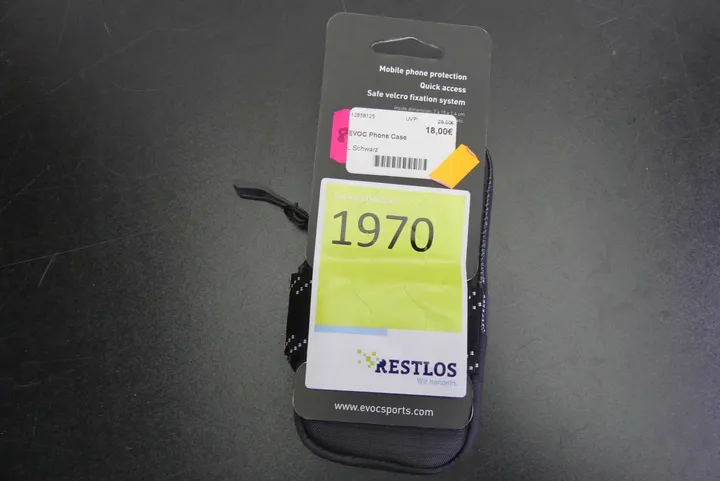 Mobile phone protection
Quick access
Safe velcro fixation system
12898125 UVP: 26,00€
18,00€
EVOC Phone Case
L Schwarz
1970
RESTLOS
Wir handeln.
www.evocsports.com